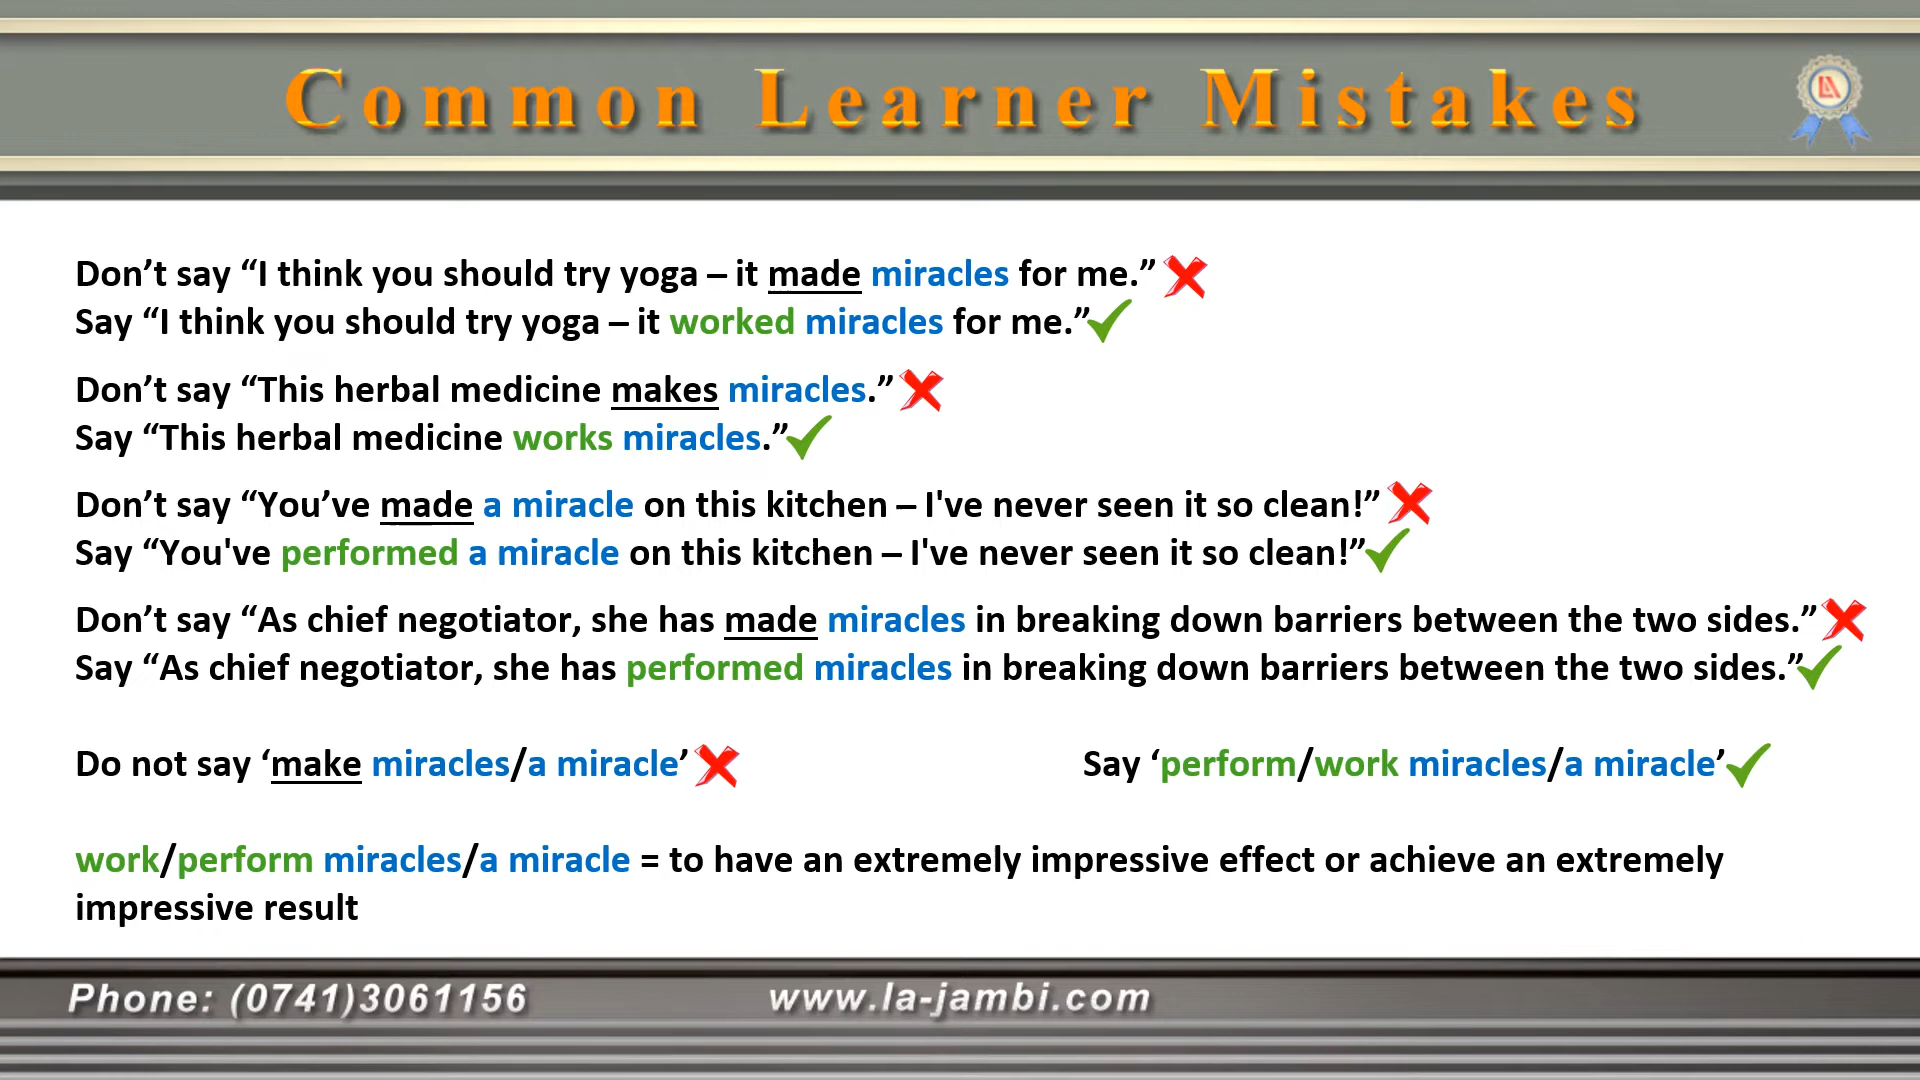 Common Learner Mistakes
LA
Don’t say “I think you should try yoga – it made miracles for me.”
Say “I think you should try yoga – it worked miracles for me.”
Don’t say “This herbal medicine makes miracles.”
Say “This herbal medicine works miracles.”
Don’t say “You’ve made a miracle on this kitchen – I've never seen it so clean!”
Say “You've performed a miracle on this kitchen – I've never seen it so clean!”
Don’t say “As chief negotiator, she has made miracles in breaking down barriers between the two sides.”
Say “As chief negotiator, she has performed miracles in breaking down barriers between the two sides.”
Do not say ‘make miracles/a miracle’
Say ‘perform/work miracles/a miracle’
work/perform miracles/a miracle = to have an extremely impressive effect or achieve an extremely
impressive result
Phone: (0741)3061156
www.la-jambi.com